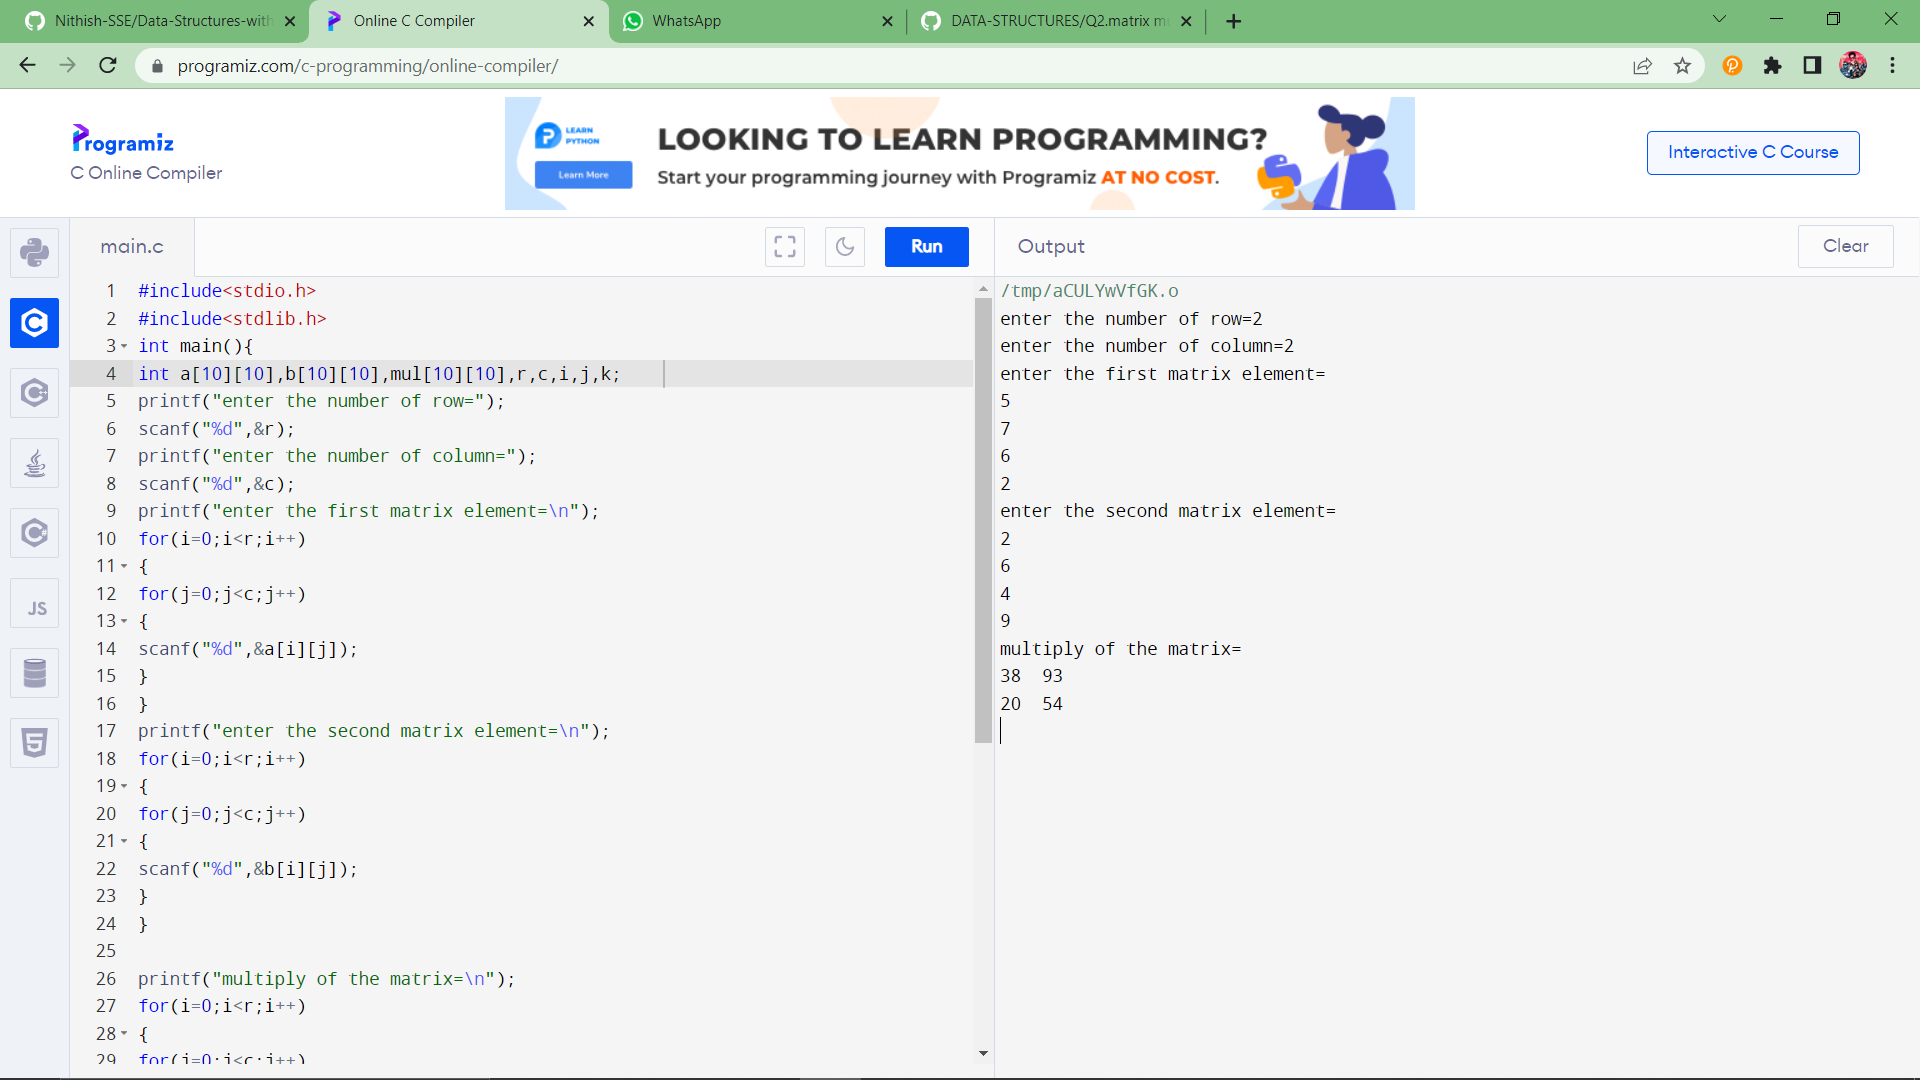 Nithish-SSE/Data-Structures-with
Online C Compiler
WhatsApp
DATA-STRUCTURES/Q2.matrix mu
programiz.com/c-programming/online-compiler/
Programiz
C Online Compiler
LEARN
PYTHON
Learn More
LOOKING TO LEARN PROGRAMMING?
Start your programming journey with Programiz AT NO COST.
Interactive C Course
main.c
Run
Output
Clear
JS
1 #include<stdio.h>
2 #include<stdlib.h>
3 int main(){
4 int a[10][10],b[10][10],mul[10][10],r,c,i,j,k;
5 printf("enter the number of row=");
6 scanf("%d",&r);
7 printf("enter the number of column=");
8 scanf("%d",&c);
9 printf("enter the first matrix element=\n");
10 for(i=0;i<r;i++)
11 {
12 for(j=0;j<c;j++)
13 {
14 scanf("%d",&a[i][j]);
15 }
16 }
17 printf("enter the second matrix element=\n");
18 for(i=0;i<r;i++)
19 {
20 for(j=0;j<c;j++)
21 {
22 scanf("%d",&b[i][j]);
23 }
24 }
25
26 printf("multiply of the matrix=\n");
27 for(i=0;i<r;i++)
28 {
29 for(j=0;j<c;j++)
/tmp/aCULYwVfGK.o
enter the number of row=2
enter the number of column=2
enter the first matrix element=
5
7
6
2
enter the second matrix element=
2
6
4
9
multiply of the matrix=
38 93
20 54